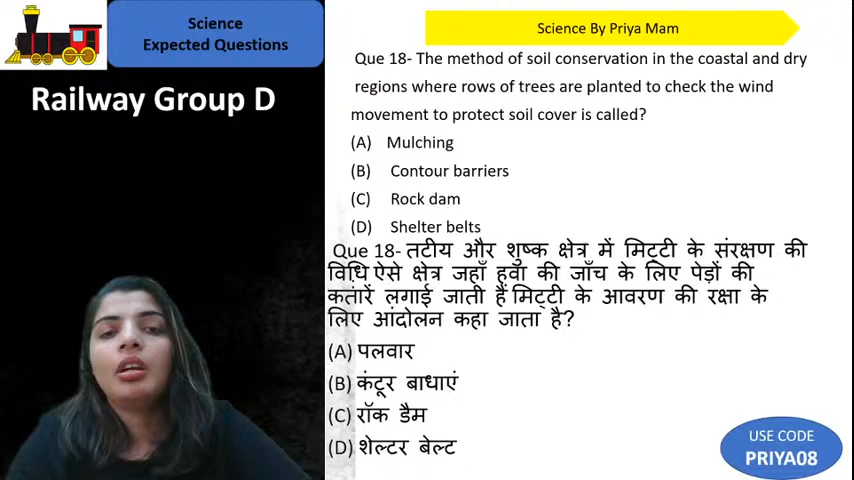 Science
Expected Questions
Railway Group D
Science By Priya Mam
Que 18- The method of soil conservation in the coastal and dry
regions where rows of trees are planted to check the wind
movement to protect soil cover is called?
(A) Mulching
(B) Contour barriers
(C) Rock dam
(D) Shelter belts
Que 18- तटीय और शुष्क क्षेत्र में मिट्टी के संरक्षण की
विधि ऐसे क्षेत्र जहाँ हवा की जाँच के लिए पेड़ों की
कतारें लगाई जाती हैं मिट्टी के आवरण की रक्षा के
लिए आंदोलन कहा जाता है?
(A) पलवार
(B) कंटूर बाधाएं
(C) रॉक डैम
(D) शेल्टर बेल्ट
USE CODE
PRIYA08